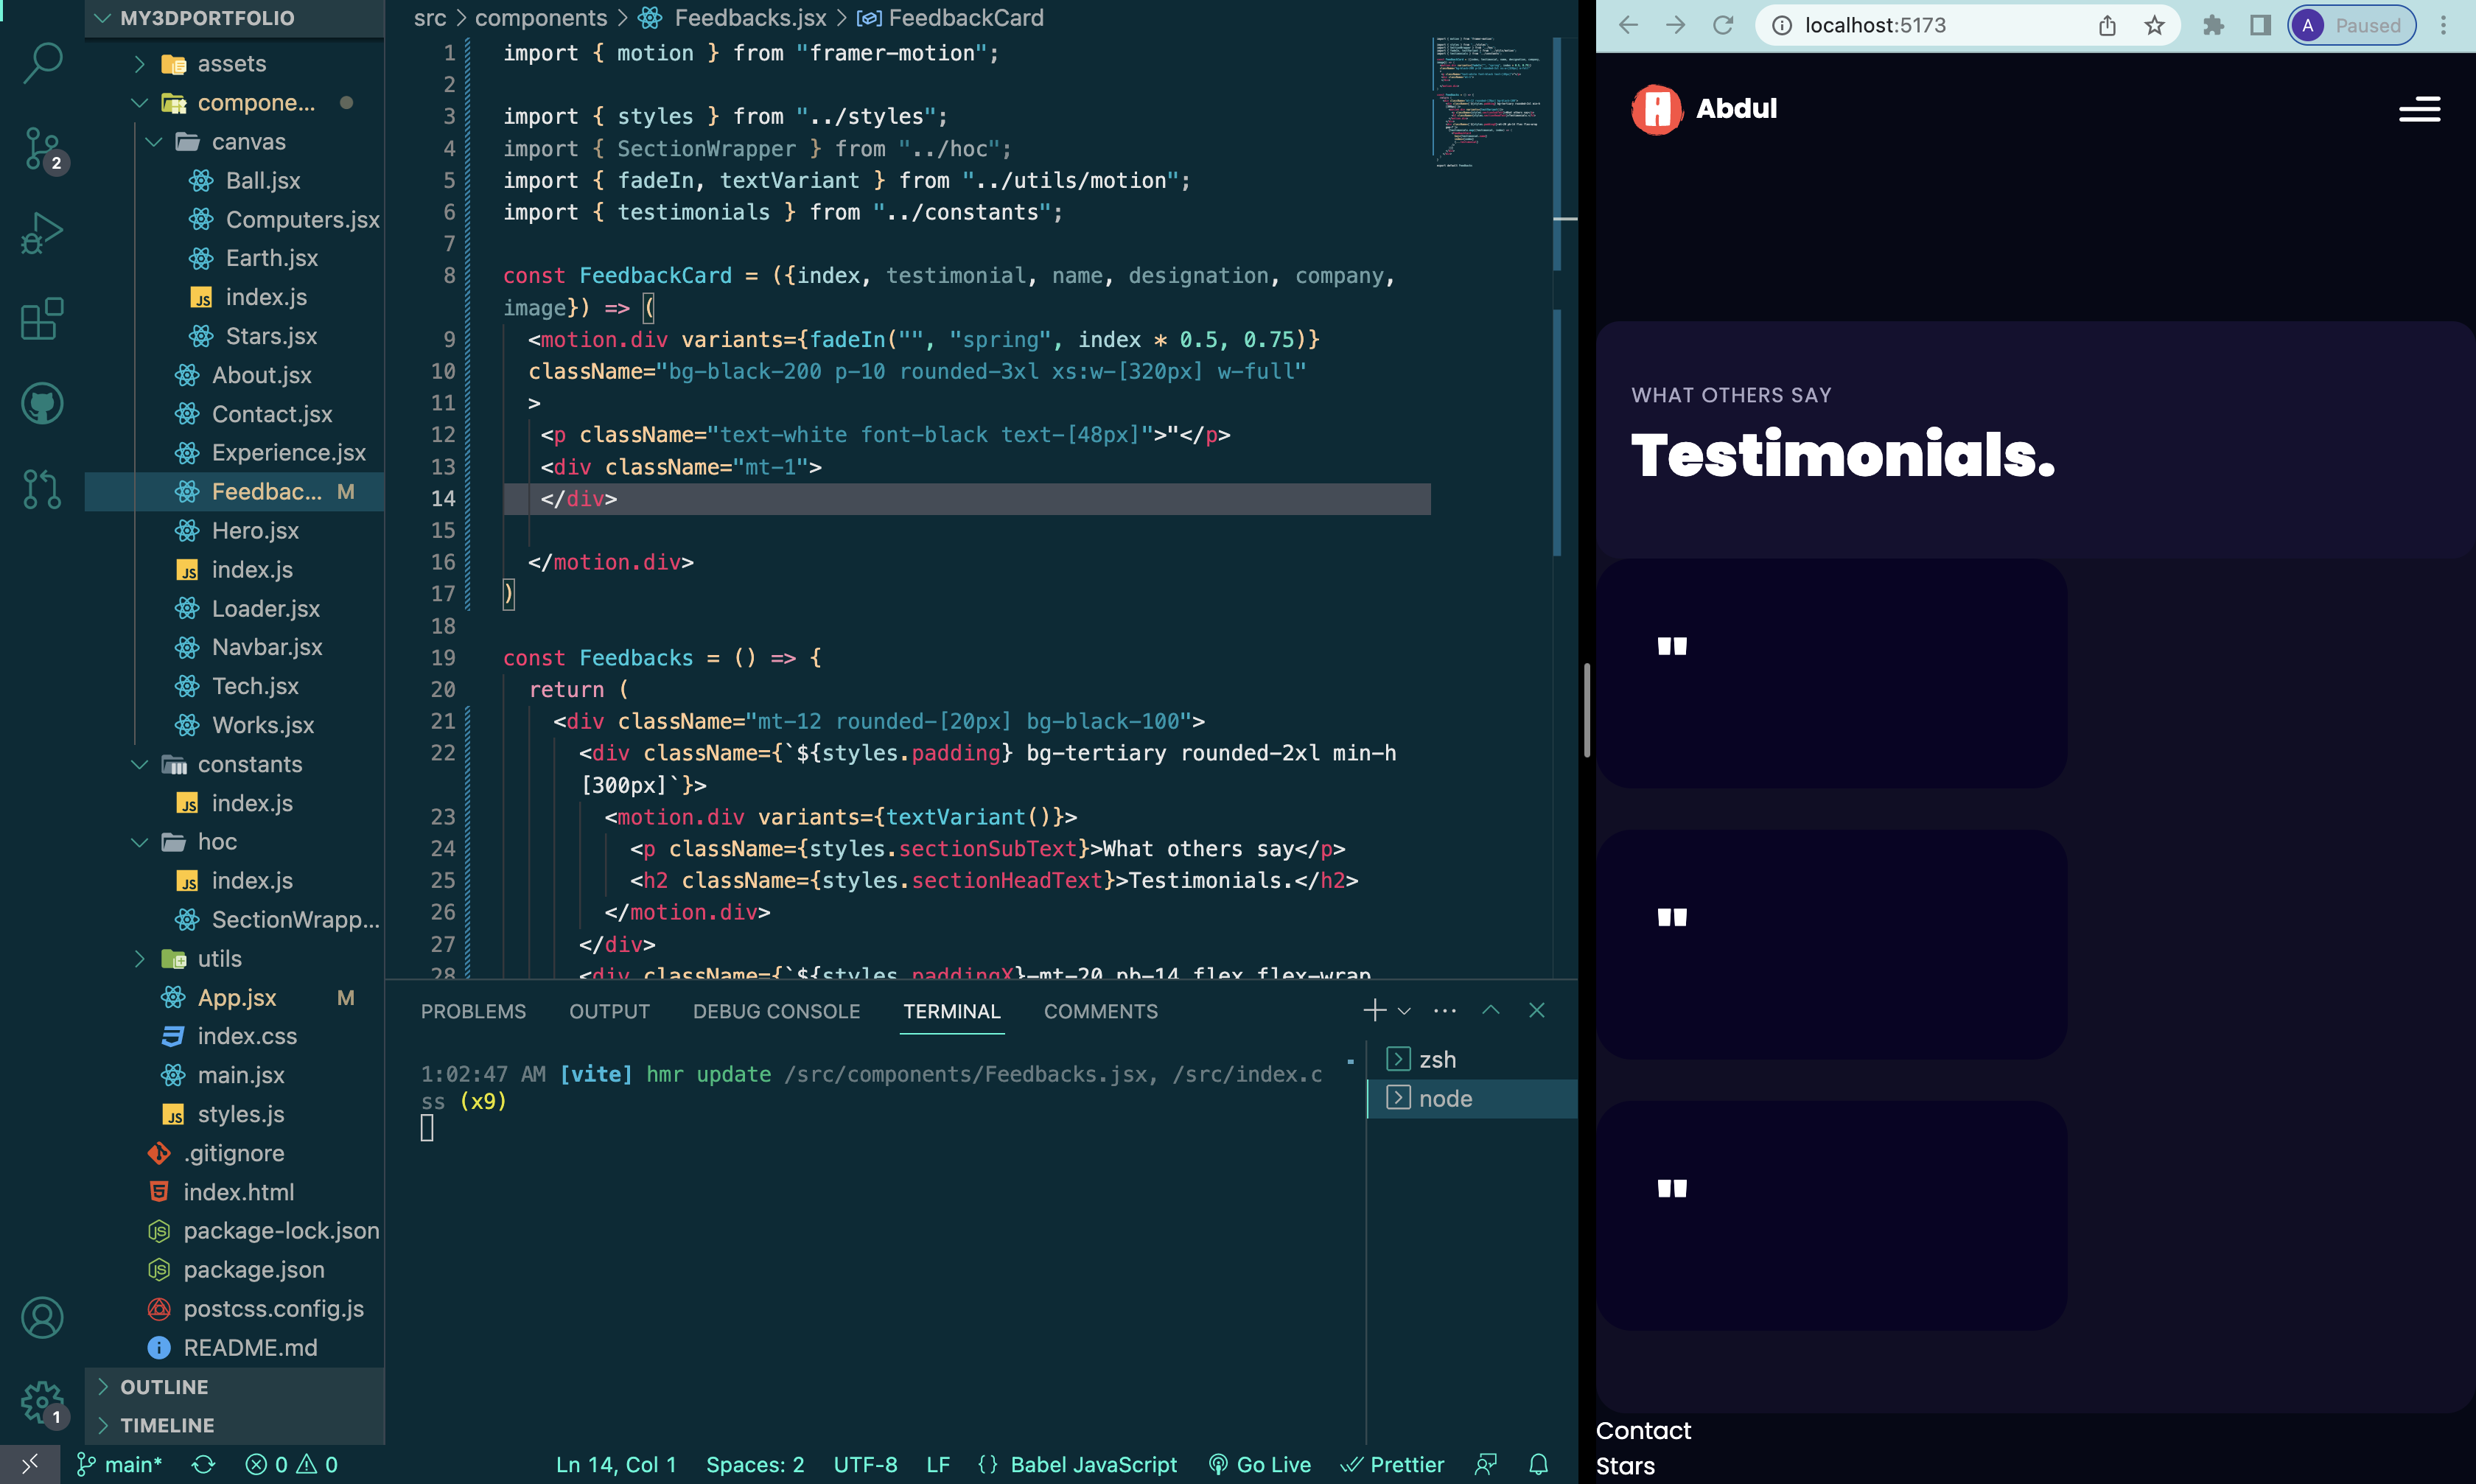 MY3DPORTFOLIO
assets
compone...
canvas
Ball.jsx
Computers.jsx
Earth.jsx
index.js
Stars.jsx
About.jsx
Contact.jsx
Experience.jsx
Feedbac... M
Hero.jsx
index.js
Loader.jsx
Navbar.jsx
Tech.jsx
Works.jsx
constants
index.js
hoc
index.js
SectionWrapp...
utils
App.jsx M
index.css
main.jsx
styles.js
.gitignore
index.html
package-lock.json
package.json
postcss.config.js
README.md
OUTLINE
TIMELINE
2
1
src > components > Feedbacks.jsx > FeedbackCard
1 import { motion } from "framer-motion";
2
3 import { styles } from "../styles";
4 import { SectionWrapper } from "../hoc";
5 import { fadeIn, textVariant } from "../utils/motion";
6 import { testimonials } from "../constants";
7
8 const FeedbackCard = ({index, testimonial, name, designation, company,
image}) => (
9 <motion.div variants={fadeIn("", "spring", index * 0.5, 0.75)}
10 className="bg-black-200 p-10 rounded-3xl xs:w-[320px] w-full"
11 >
12 <p className="text-white font-black text-[48px]">"</p>
13 <div className="mt-1">
14 </div>
15
16 </motion.div>
17 )
18
19 const Feedbacks = () => {
20 return (
21 <div className="mt-12 rounded-[20px] bg-black-100">
22 <div className={`${styles.padding} bg-tertiary rounded-2xl min-h
[300px]`}>
23 <motion.div variants={textVariant()}>
24 <p className={styles.sectionSubText}>What others say</p>
25 <h2 className={styles.sectionHeadText}>Testimonials.</h2>
26 </motion.div>
27 </div>
28 <div className={`${styles.paddingX}-mt-20 pb-14 flex flex-wrap
PROBLEMS OUTPUT DEBUG CONSOLE TERMINAL COMMENTS
1:02:47 AM [vite] hmr update /src/components/Feedbacks.jsx, /src/index.c
ss (x9)
zsh
node
main* 0 0 Ln 14, Col 1 Spaces: 2 UTF-8 LF {} Babel JavaScript Go Live Prettier
localhost:5173 A Paused
A Abdul
WHAT OTHERS SAY
Testimonials.
"
"
"
Contact
Stars